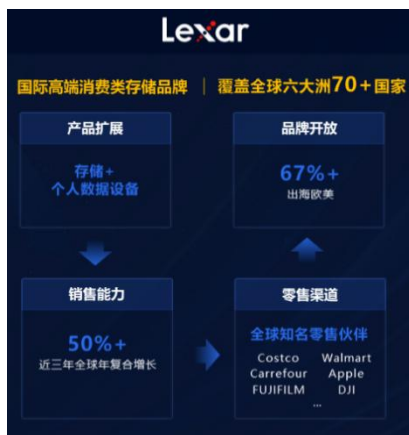 Lexar
国际高端消费类存储品牌 | 覆盖全球六大洲70+国家
产品扩展
存储+
个人数据设备
品牌开放
67%+
出海欧美
销售能力
50%+
近三年全球年复合增长
零售渠道
全球知名零售伙伴
Costco Walmart
Carrefour Apple
FUJIFILM DJI
...